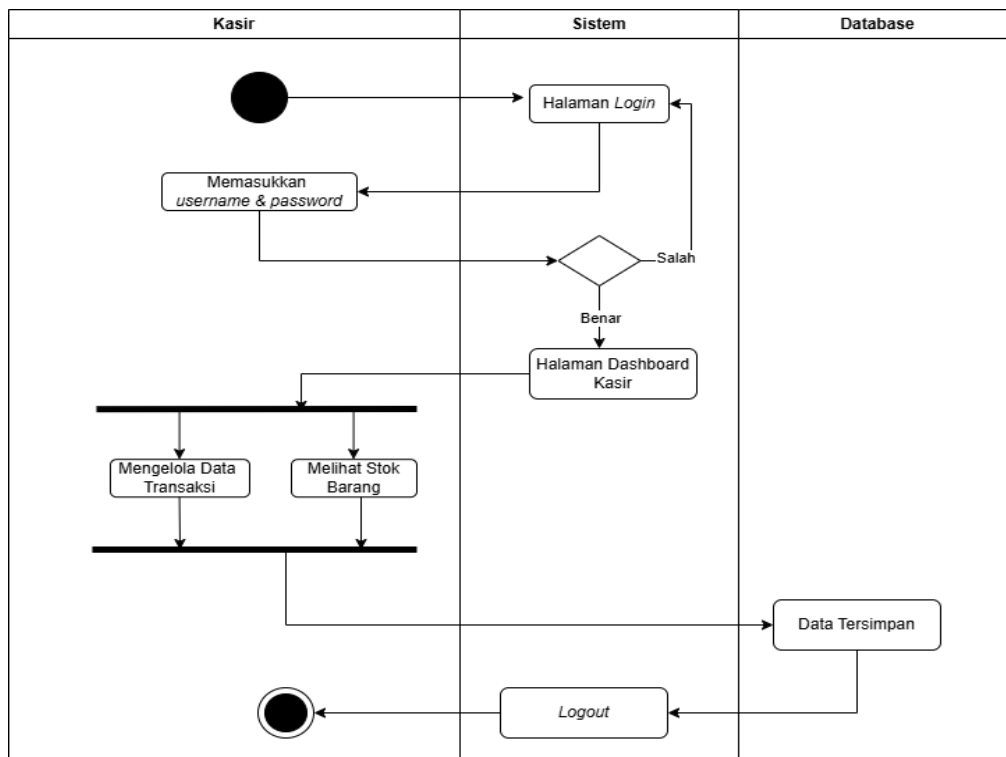 Kasir
Sistem
Database
Halaman Login
Memasukkan
username & password
Salah
Benar
Halaman Dashboard
Kasir
Mengelola Data
Transaksi
Melihat Stok
Barang
Data Tersimpan
Logout